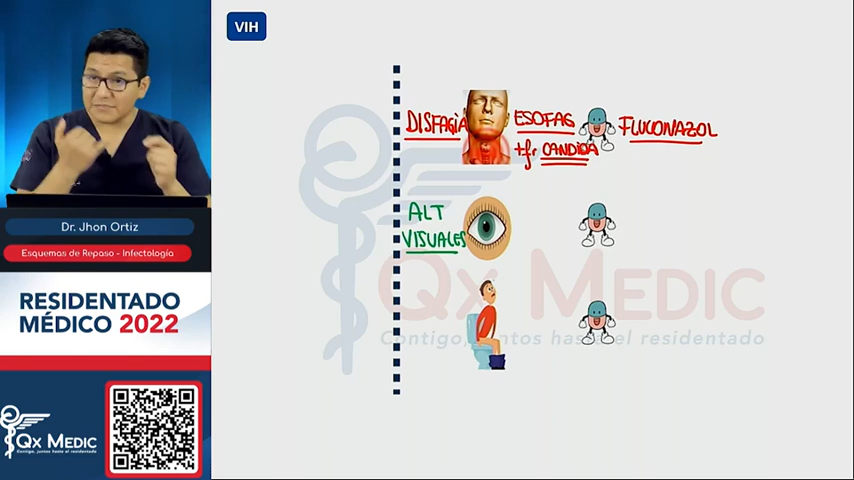 VIH
DISFAGIA
ESOFAG
+fr CANDIDA
FLUCONAZOL
ALT
VISUALES
QX MEDIC
Contigo, juntos hasta el residentado
Dr. Jhon Ortiz
Esquemas de Repaso - Infectología
RESIDENTADO
MÉDICO 2022
QX MEDIC
Contigo, juntos hasta el residentado